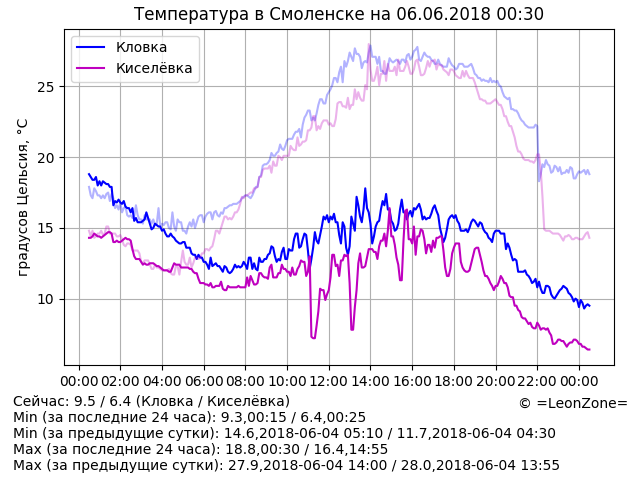 Температура в Смоленске на 06.06.2018 00:30
Кловка
Киселёвка
градусов Цельсия, °C
25
20
15
10
00:00 02:00 04:00 06:00 08:00 10:00 12:00 14:00 16:00 18:00 20:00 22:00 00:00
Сейчас: 9.5 / 6.4 (Кловка / Киселёвка)
© =LeonZone=
Min (за последние 24 часа): 9.3,00:15 / 6.4,00:25
Min (за предыдущие сутки): 14.6,2018-06-04 05:10 / 11.7,2018-06-04 04:30
Max (за последние 24 часа): 18.8,00:30 / 16.4,14:55
Max (за предыдущие сутки): 27.9,2018-06-04 14:00 / 28.0,2018-06-04 13:55